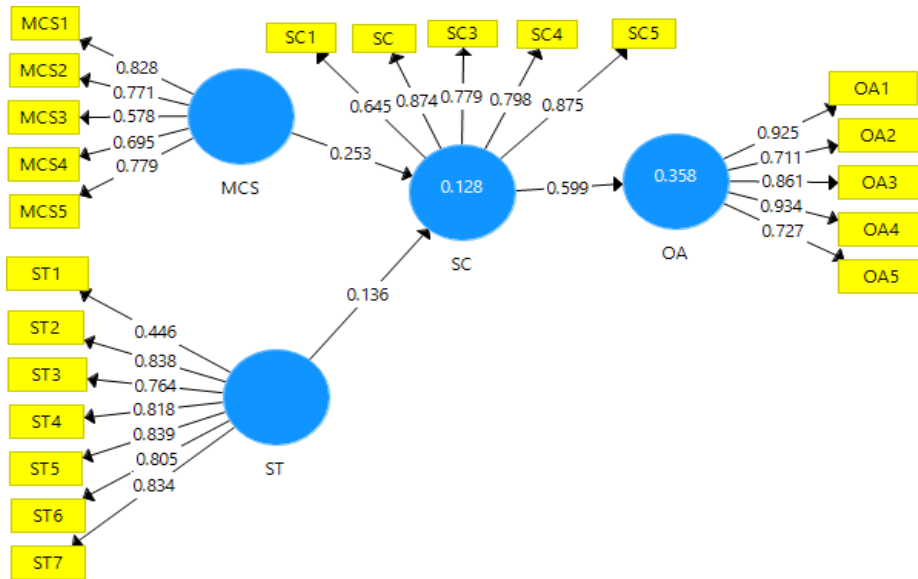 MCS1
MCS2
MCS3
MCS4
MCS5
0.828
0.771
0.578
0.695
0.779
MCS
SC1
SC
SC3
SC4
SC5
0.645
0.874
0.779
0.798
0.875
0.253
0.128
SC
0.599
0.358
OA
OA1
OA2
OA3
OA4
OA5
0.925
0.711
0.861
0.934
0.727
0.136
ST1
ST2
ST3
ST4
ST5
ST6
ST7
0.446
0.838
0.764
0.818
0.839
0.805
0.834
ST